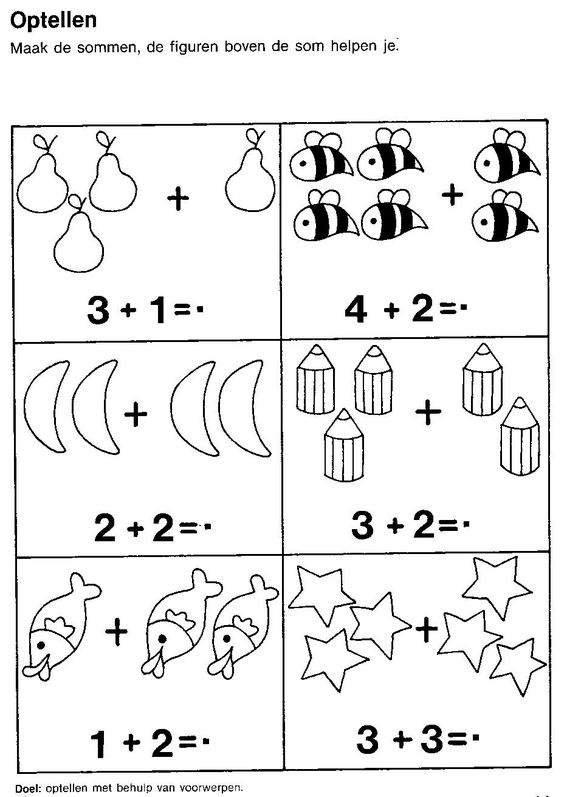 Optellen
Maak de sommen, de figuren boven de som helpen je.
+ +
3 + 1=· 4 + 2=·
+ +
2 + 2=· 3 + 2=·
+ +
1 + 2=· 3 + 3=·
Doel: optellen met behulp van voorwerpen.